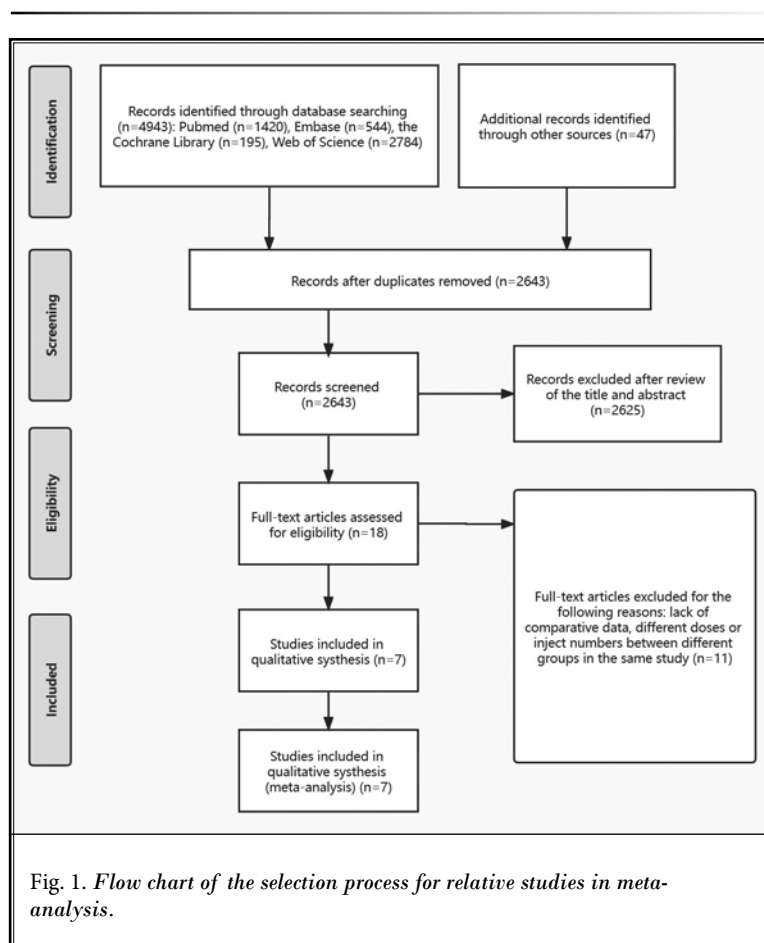 Identification
Records identified through database searching
(n=4943): Pubmed (n=1420), Embase (n=544), the
Cochrane Library (n=195), Web of Science (n=2784)
Additional records identified
through other sources (n=47)
Screening
Records after duplicates removed (n=2643)
Records screened
(n=2643)
Records excluded after review
of the title and abstract
(n=2625)
Eligibility
Full-text articles assessed
for eligibility (n=18)
Full-text articles excluded for the
following reasons: lack of
comparative data, different doses or
inject numbers between different
groups in the same study (n=11)
Included
Studies included in
qualitative systhesis (n=7)
Studies included in
qualitative systhesis
(meta-analysis) (n=7)
Fig. 1. Flow chart of the selection process for relative studies in meta-
analysis.